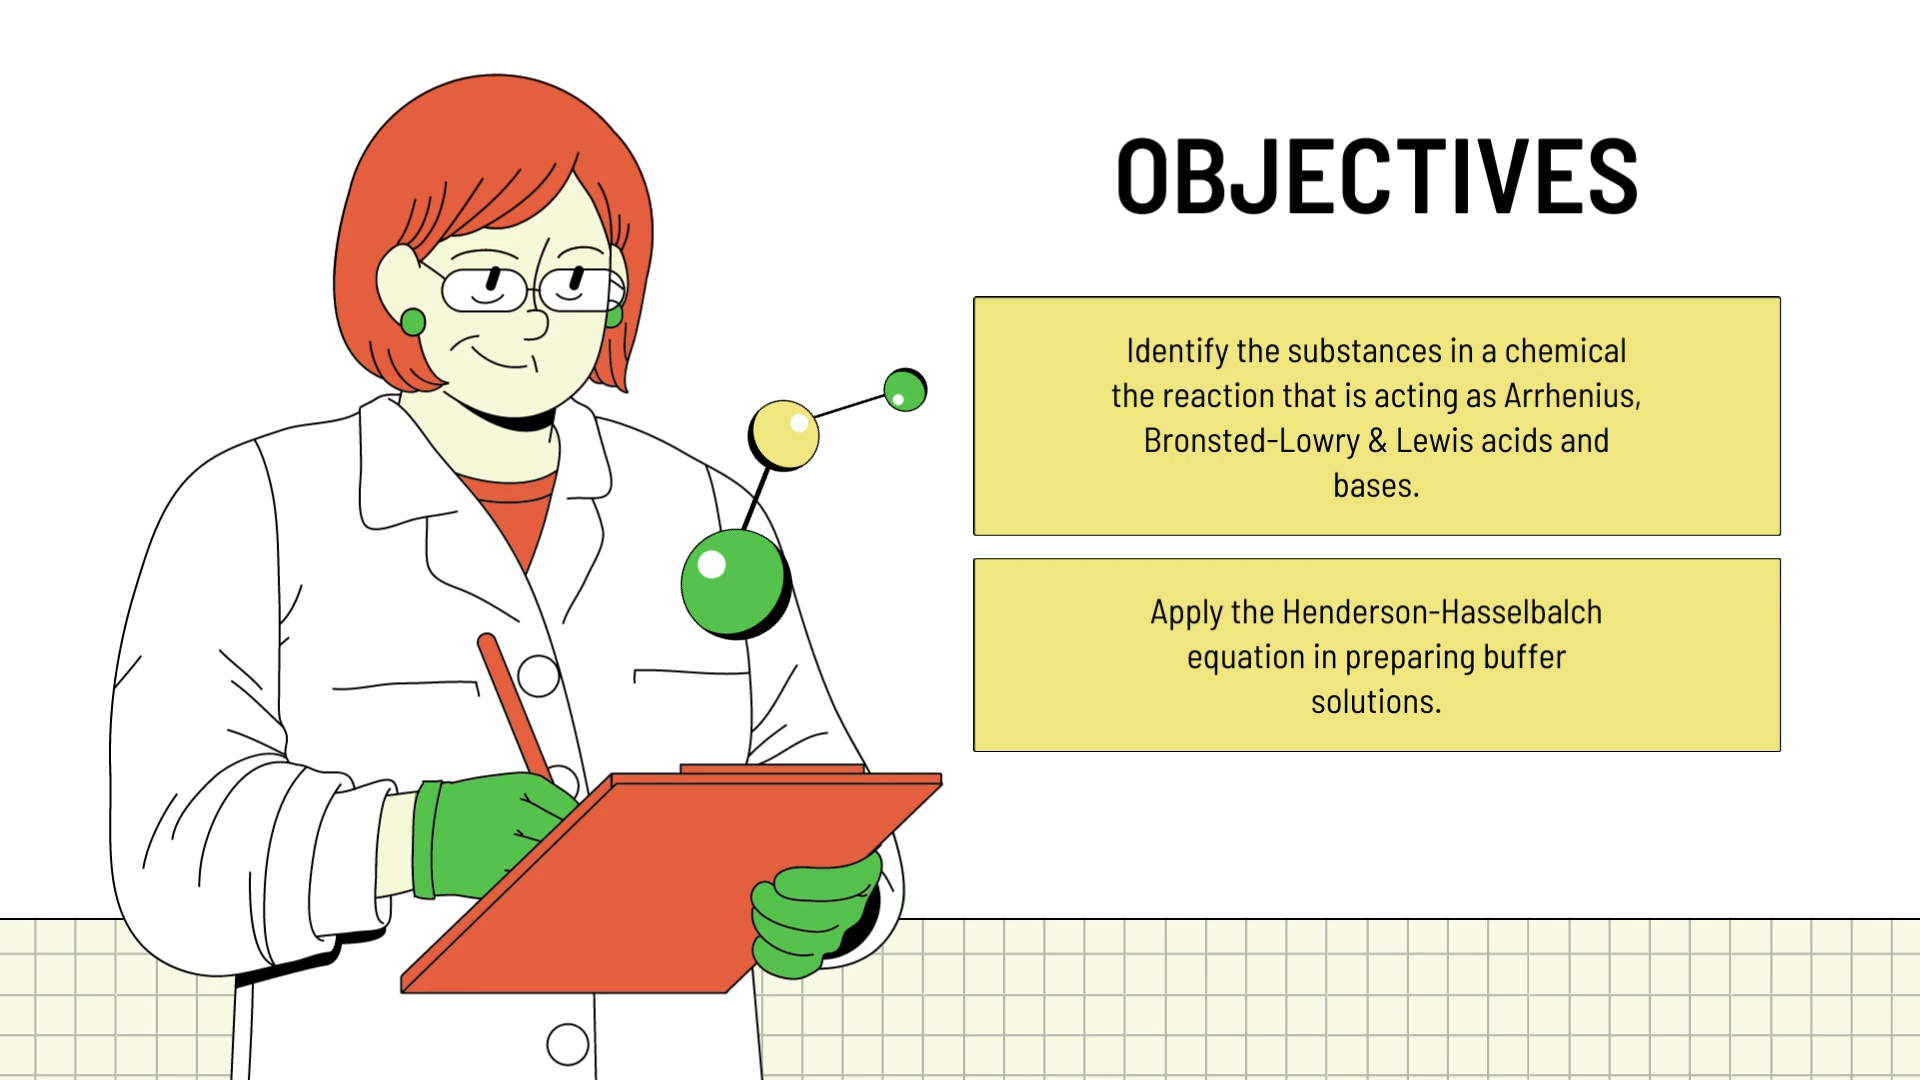 OBJECTIVES
Identify the substances in a chemical
the reaction that is acting as Arrhenius,
Bronsted-Lowry & Lewis acids and
bases.
Apply the Henderson-Hasselbalch
equation in preparing buffer
solutions.